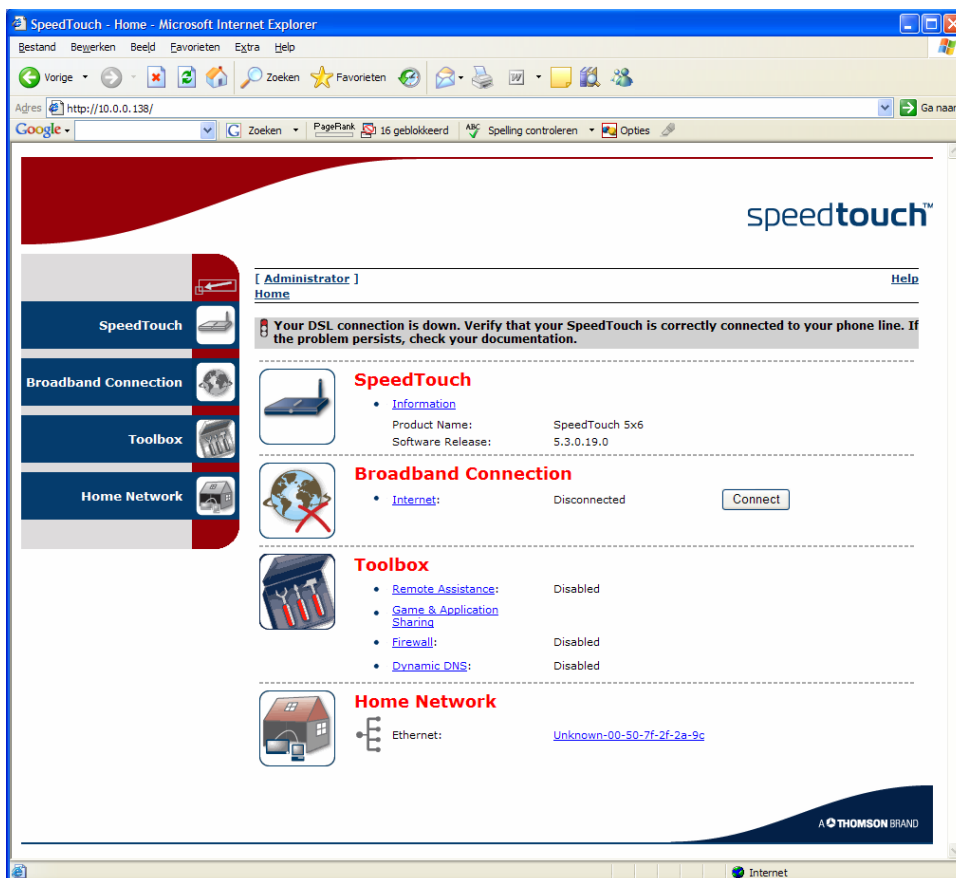 SpeedTouch - Home - Microsoft Internet Explorer
Bestand Bewerken Beeld Favorieten Extra Help
Vorige Zoeken Favorieten
Adres http://10.0.0.138/ Ga naar
Google Zoeken PageRank 16 geblokkeerd ABC Spelling controleren Opties
speedtouch™
[ Administrator ] Help
Home
Your DSL connection is down. Verify that your SpeedTouch is correctly connected to your phone line. If
the problem persists, check your documentation.
SpeedTouch
Broadband Connection
Toolbox
Home Network
SpeedTouch
Information
Product Name: SpeedTouch 5x6
Software Release: 5.3.0.19.0
Broadband Connection
Internet: Disconnected Connect
Toolbox
Remote Assistance: Disabled
Game & Application
Sharing
Firewall: Disabled
Dynamic DNS: Disabled
Home Network
Ethernet: Unknown-00-50-7f-2f-2a-9c
A THOMSON BRAND
Internet